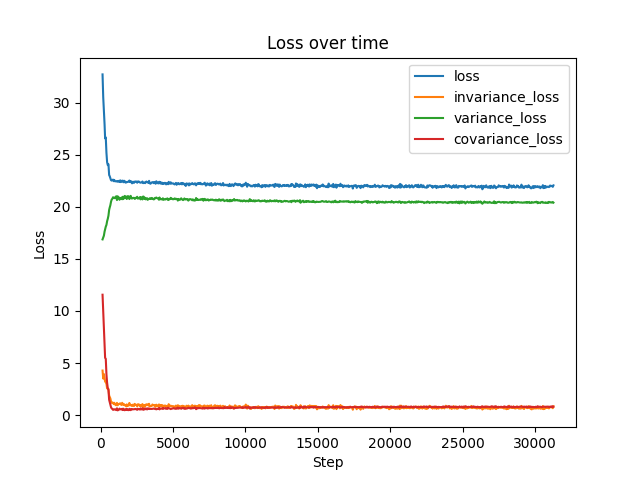 Loss over time
loss
invariance_loss
variance_loss
covariance_loss
Loss
30
25
20
15
10
5
0
0 5000 10000 15000 20000 25000 30000
Step